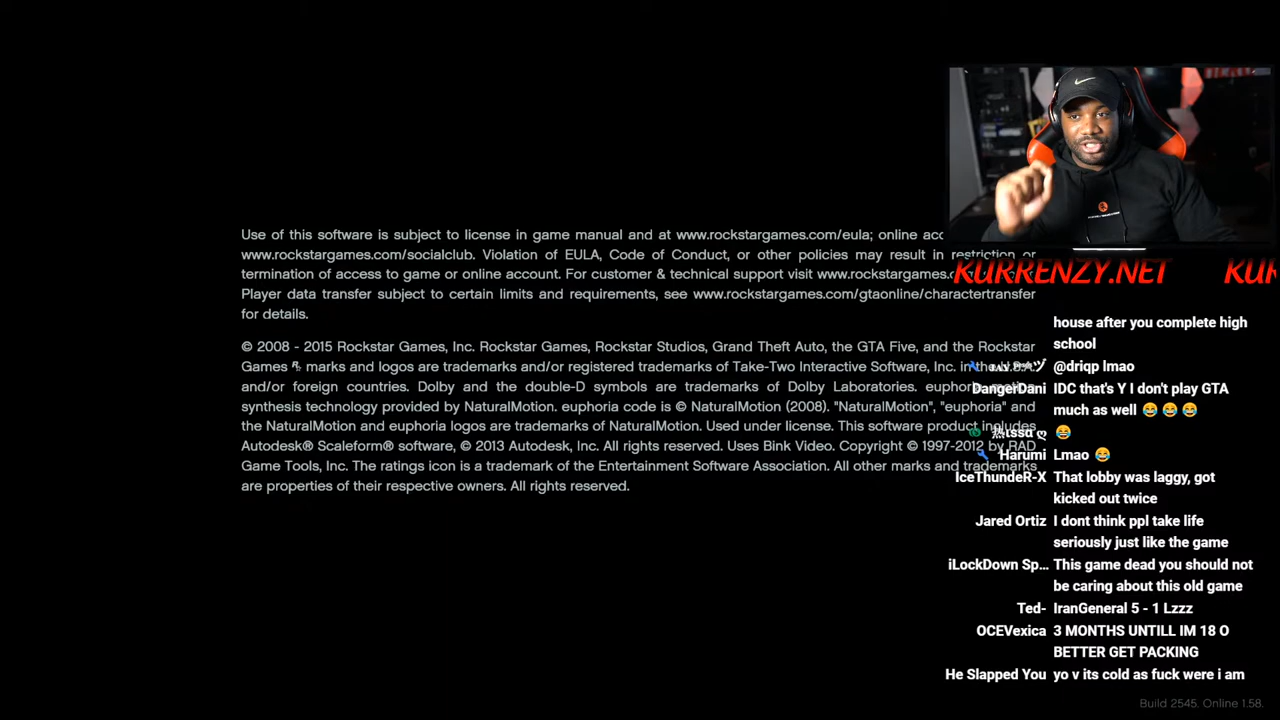 Use of this software is subject to license in game manual and at www.rockstargames.com/eula; online acc
www.rockstargames.com/socialclub. Violation of EULA, Code of Conduct, or other policies may result in restriction or
termination of access to game or online account. For customer & technical support visit www.rockstargames.c
Player data transfer subject to certain limits and requirements, see www.rockstargames.com/gtaonline/charactertransfer
for details.
© 2008 - 2015 Rockstar Games, Inc. Rockstar Games, Rockstar Studios, Grand Theft Auto, the GTA Five, and the Rockstar
Games marks and logos are trademarks and/or registered trademarks of Take-Two Interactive Software, Inc. in the U.S.A.
and/or foreign countries. Dolby and the double-D symbols are trademarks of Dolby Laboratories. euphoria motion
synthesis technology provided by NaturalMotion. euphoria code is © NaturalMotion (2008). "NaturalMotion", "euphoria" and
the NaturalMotion and euphoria logos are trademarks of NaturalMotion. Used under license. This software product includes
Autodesk® Scaleform® software, © 2013 Autodesk, Inc. All rights reserved. Uses Bink Video. Copyright © 1997-2012 by RAD
Game Tools, Inc. The ratings icon is a trademark of the Entertainment Software Association. All other marks and trademarks
are properties of their respective owners. All rights reserved.
KURRENZY.NET KUR
house after you complete high
school
@driqp lmao
DangerDani IDC that's Y I don't play GTA
much as well 😂 😂 😂
😂
Harumi Lmao 😂
IceThundeR-X That lobby was laggy, got
kicked out twice
Jared Ortiz I dont think ppl take life
seriously just like the game
iLockDown Sp… This game dead you should not
be caring about this old game
Ted- IranGeneral 5 - 1 Lzzz
OCEVexica 3 MONTHS UNTILL IM 18 O
BETTER GET PACKING
He Slapped You yo v its cold as fuck were i am
Build 2545. Online 1.58.